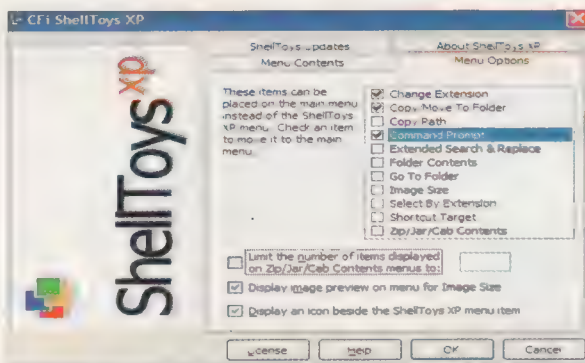 CFi ShellToys XP
ShellToys Updates
About ShellToys XP
Menu Contents
Menu Options
ShellToys xp
These items can be
placed on the main menu
instead of the ShellToys
XP menu. Check an item
to move it to the main
menu.
Change Extension
Copy/Move To Folder
Copy Path
Command Prompt
Extended Search & Replace
Folder Contents
Go To Folder
Image Size
Select By Extension
Shortcut Target
Zip/Jar/Cab Contents
Limit the number of items displayed
on Zip/Jar/Cab Contents menus to:
Display image preview on menu for Image Size
Display an icon beside the ShellToys XP menu item
License
Help
OK
Cancel